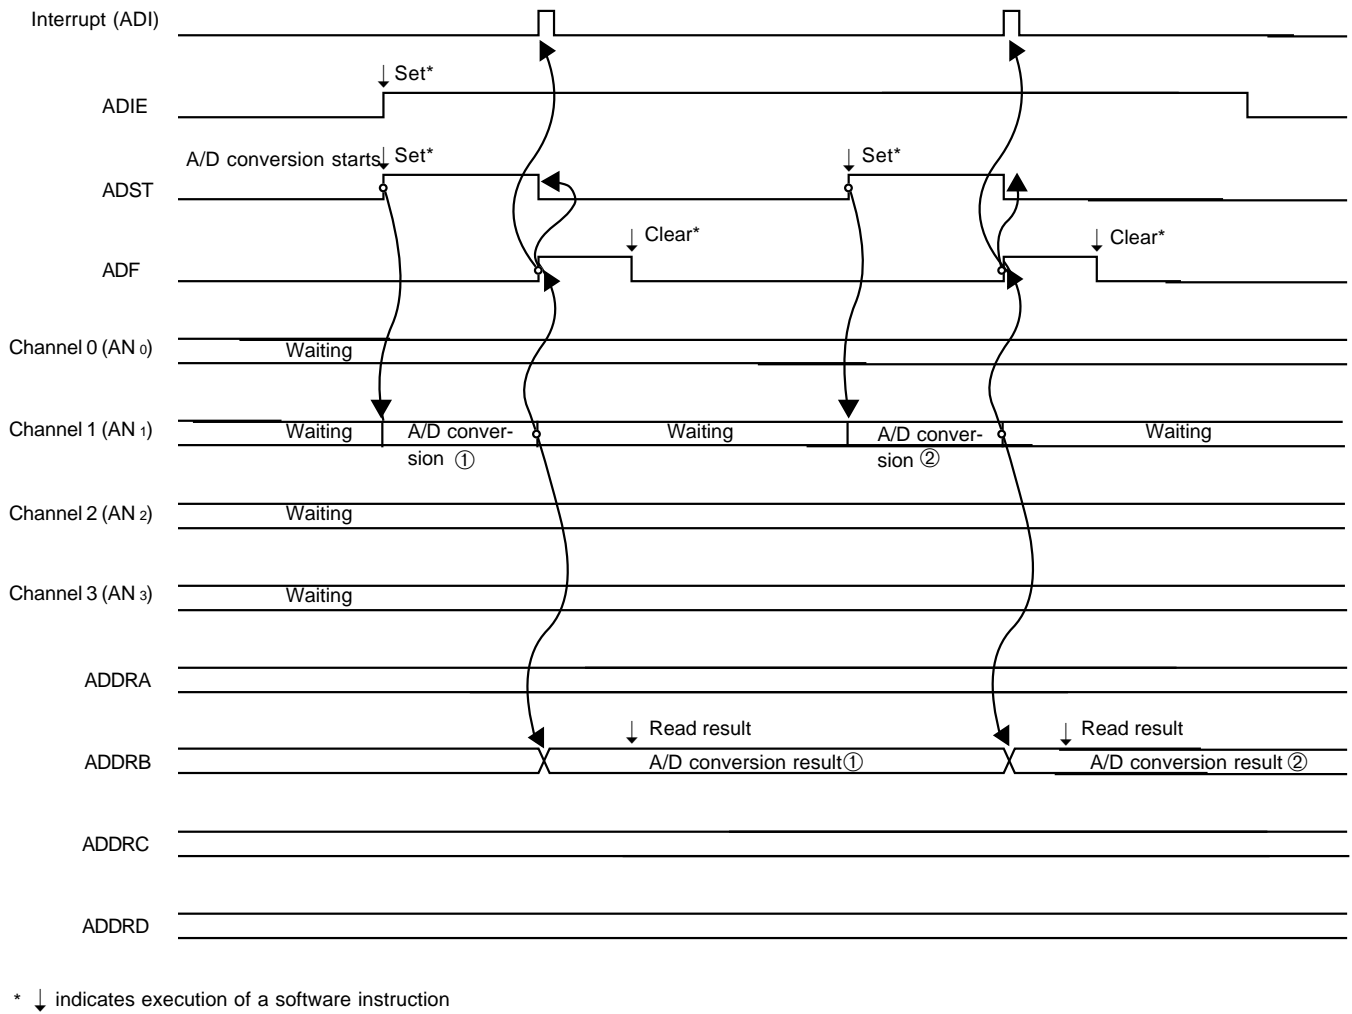 Interrupt (ADI)
Set*
ADIE
A/D conversion starts
Set*
Set*
ADST
Clear*
Clear*
ADF
Channel 0 (AN 0)
Waiting
Channel 1 (AN 1)
Waiting
A/D conver-
sion ①
Waiting
A/D conver-
sion ②
Waiting
Channel 2 (AN 2)
Waiting
Channel 3 (AN 3)
Waiting
ADDRA
Read result
Read result
ADDRB
A/D conversion result①
A/D conversion result ②
ADDRC
ADDRD
* ↓ indicates execution of a software instruction